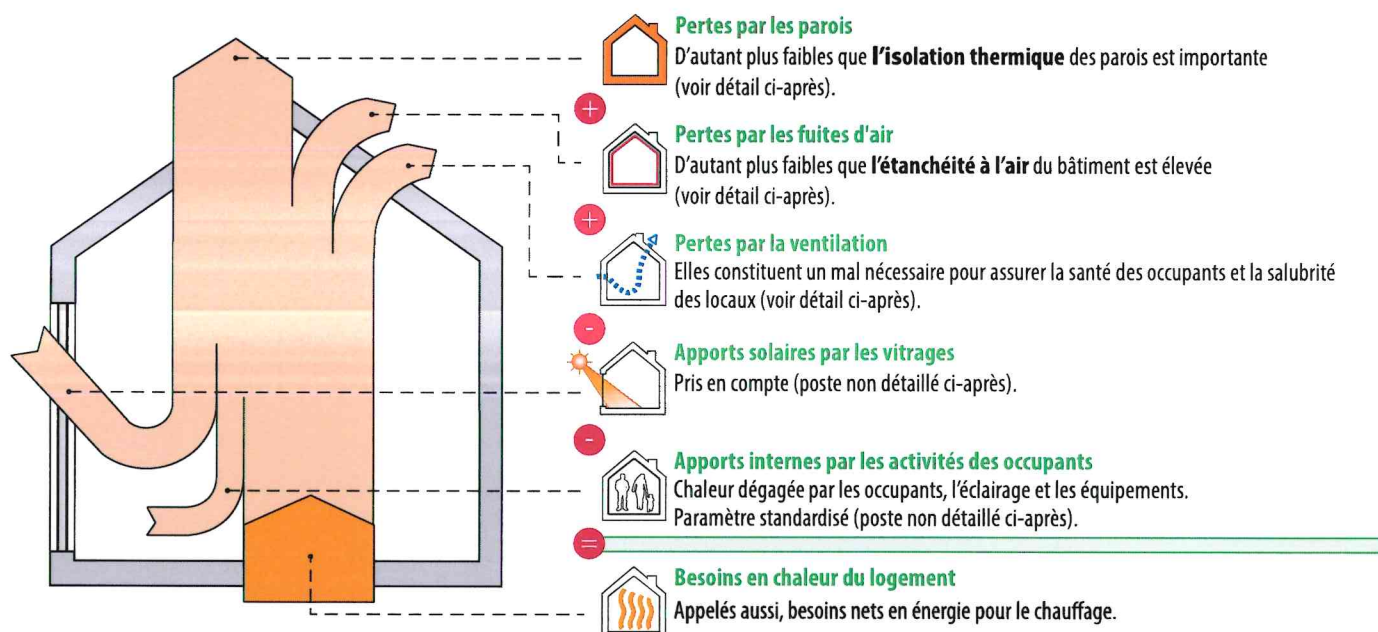 Pertes par les parois
D'autant plus faibles que l'isolation thermique des parois est importante
(voir détail ci-après).
+
Pertes par les fuites d'air
D'autant plus faibles que l'étanchéité à l'air du bâtiment est élevée
(voir détail ci-après).
+
Pertes par la ventilation
Elles constituent un mal nécessaire pour assurer la santé des occupants et la salubrité
des locaux (voir détail ci-après).
-
Apports solaires par les vitrages
Pris en compte (poste non détaillé ci-après).
-
Apports internes par les activités des occupants
Chaleur dégagée par les occupants, l'éclairage et les équipements.
Paramètre standardisé (poste non détaillé ci-après).
=
Besoins en chaleur du logement
Appelés aussi, besoins nets en énergie pour le chauffage.